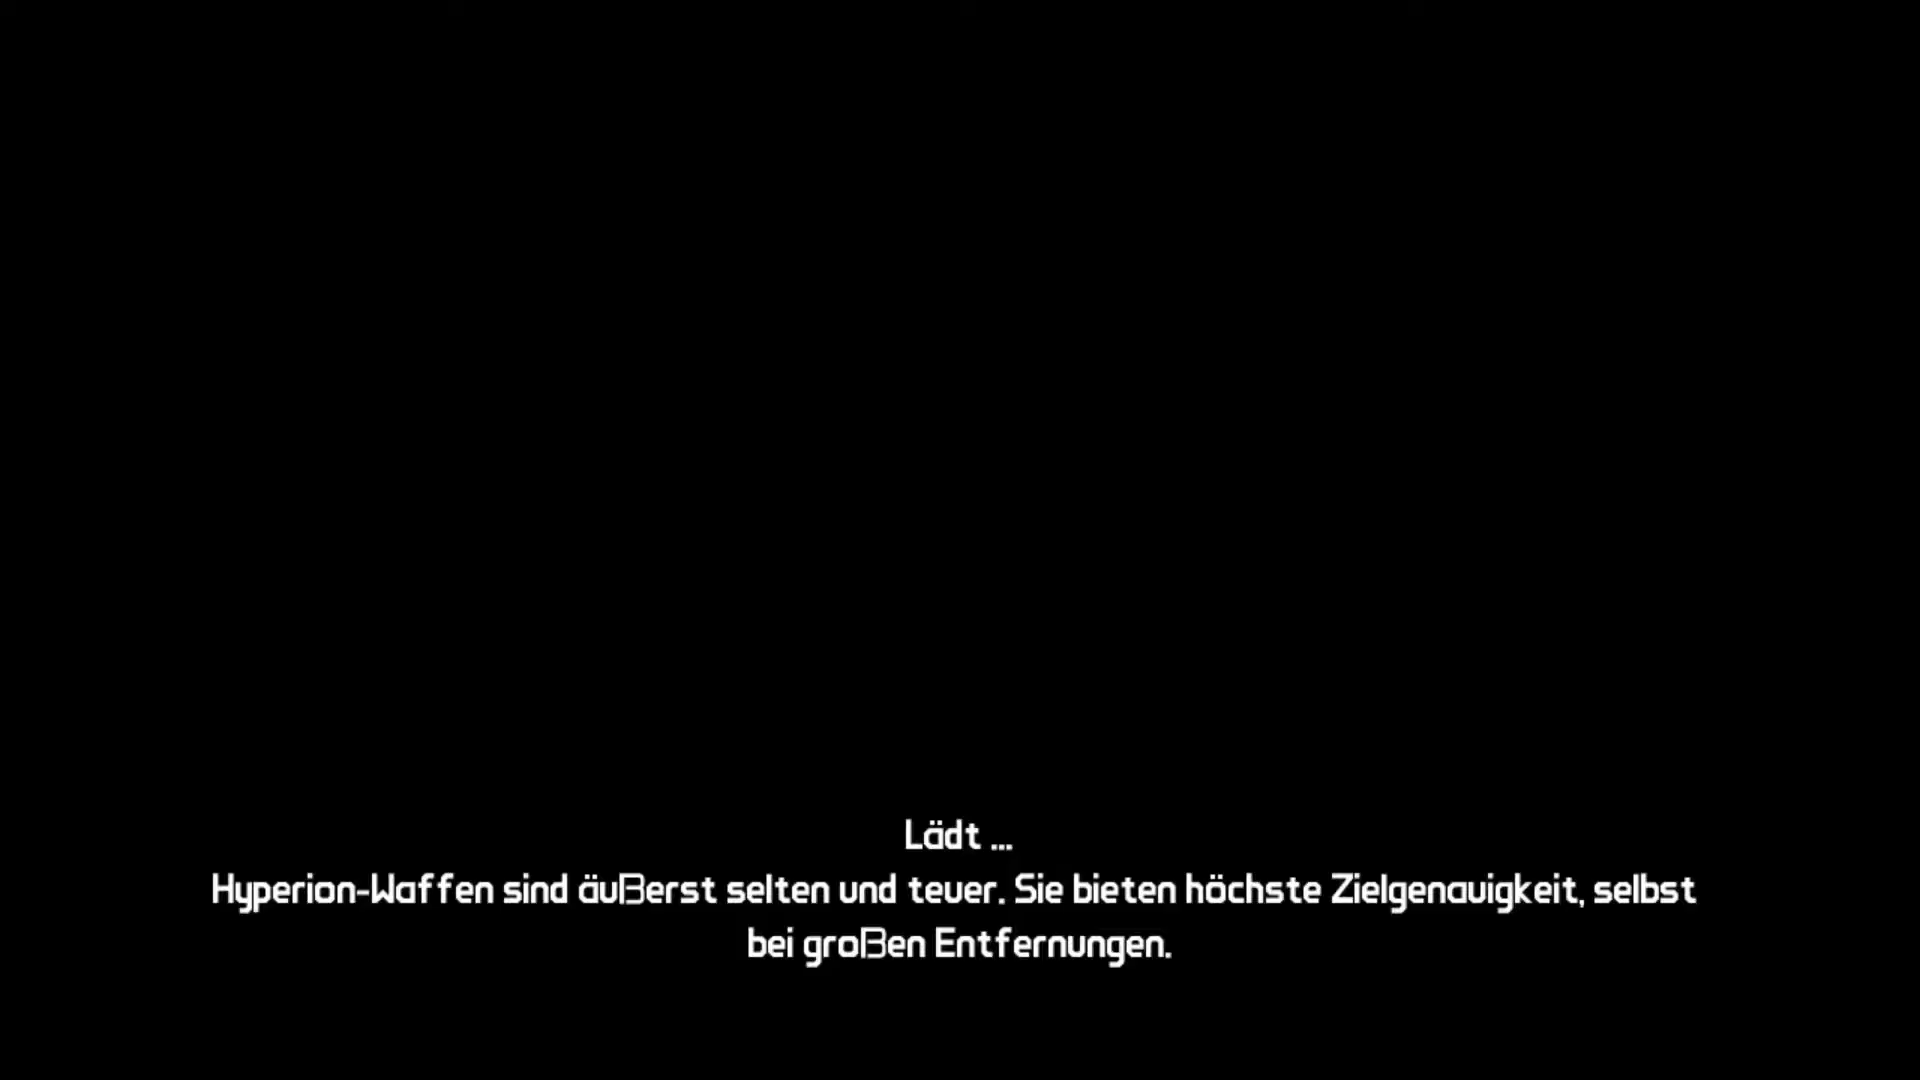 Lädt ...
Hyperion-Waffen sind äußerst selten und teuer. Sie bieten höchste Zielgenauigkeit, selbst
bei großen Entfernungen.